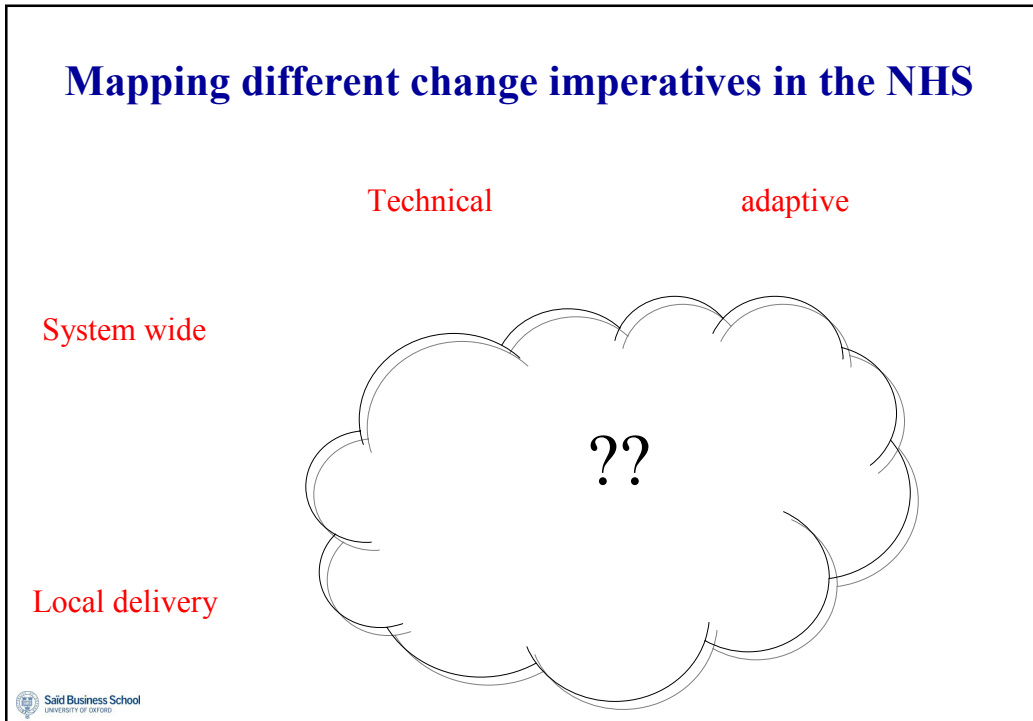 Mapping different change imperatives in the NHS
Technical adaptive
System wide
??
Local delivery
Saïd Business School
UNIVERSITY OF OXFORD